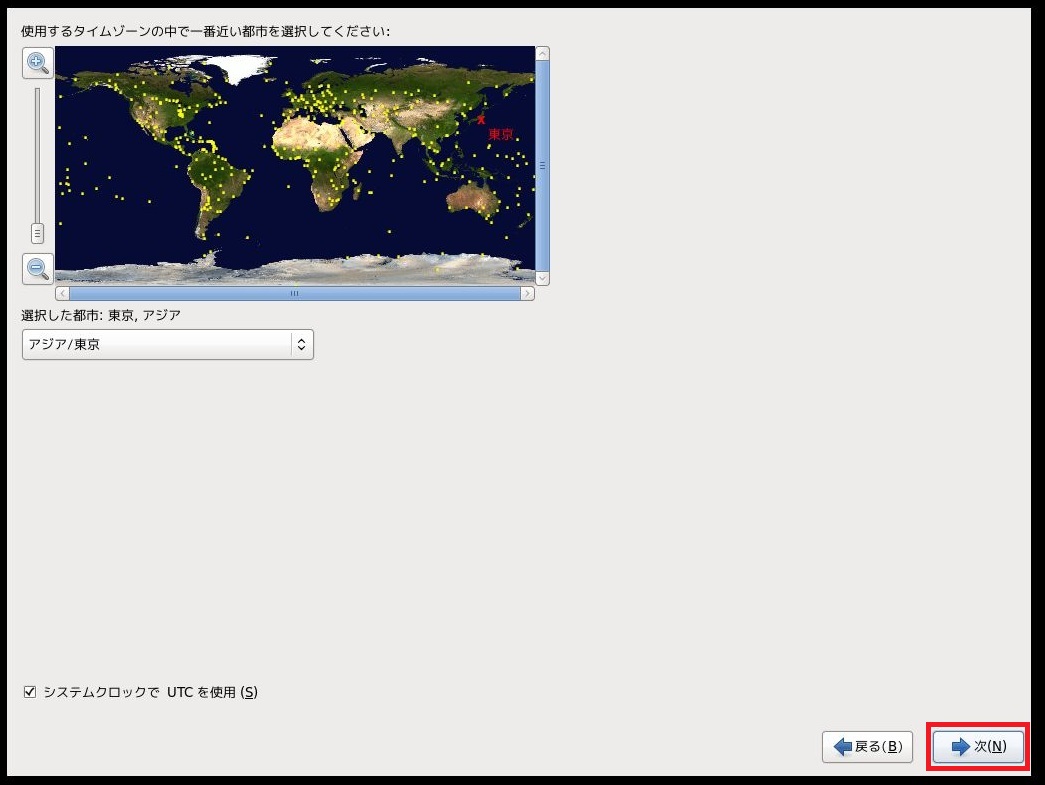 使用するタイムゾーンの中で一番近い都市を選択してください:
東京
選択した都市: 東京, アジア
アジア/東京
システムクロックで UTC を使用 (S)
戻る(B)
次(N)